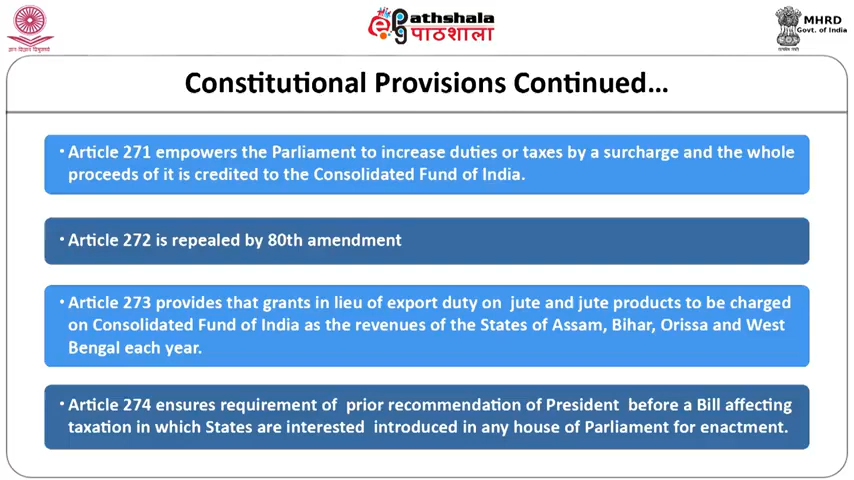 ePathshala
पाठशाला
MHRD
Govt. of India
Constitutional Provisions Continued...
• Article 271 empowers the Parliament to increase duties or taxes by a surcharge and the whole
proceeds of it is credited to the Consolidated Fund of India.
• Article 272 is repealed by 80th amendment
• Article 273 provides that grants in lieu of export duty on jute and jute products to be charged
on Consolidated Fund of India as the revenues of the States of Assam, Bihar, Orissa and West
Bengal each year.
• Article 274 ensures requirement of prior recommendation of President before a Bill affecting
taxation in which States are interested introduced in any house of Parliament for enactment.